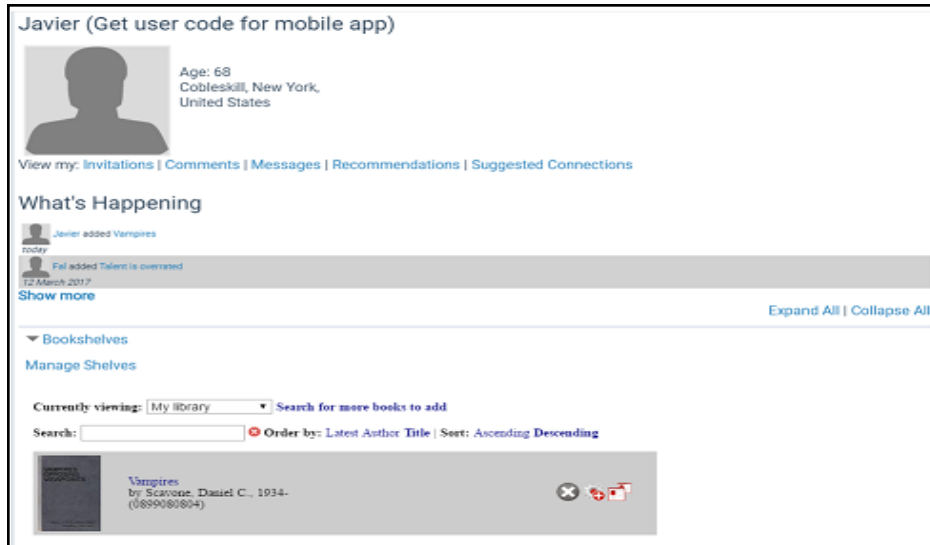 Javier (Get user code for mobile app)
Age: 68
Cobleskill, New York,
United States
View my: Invitations | Comments | Messages | Recommendations | Suggested Connections
What's Happening
Javier added Vampires
today
Fal added Talent is overrated
12 March 2017
Show more
Expand All | Collapse All
Bookshelves
Manage Shelves
Currently viewing: My library Search for more books to add
Search: Order by: Latest Author Title | Sort: Ascending Descending
VAMPIRES
OPPOSING
VIEWPOINTS
Vampires
by Scavone, Daniel C., 1934-
(0899080804)